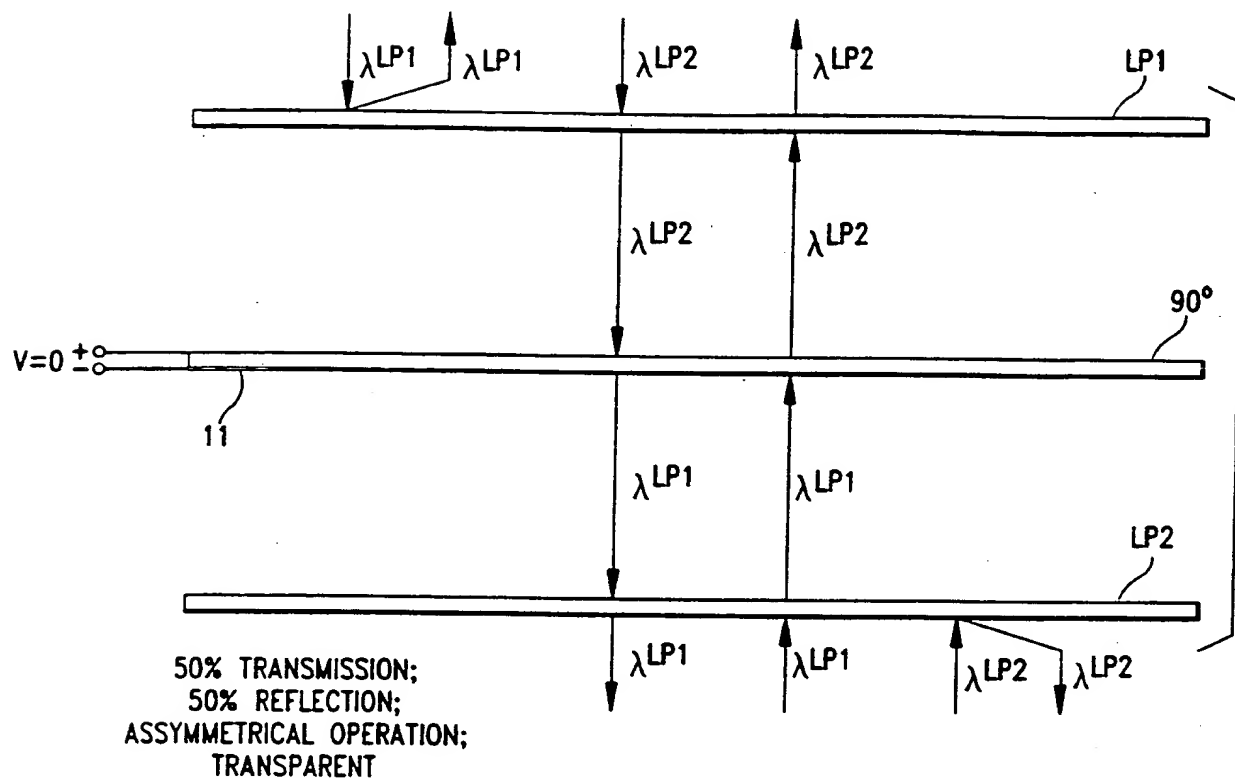 λLP1 λLP1 λLP2 λLP2 LP1
λLP2 λLP2
90°
V=0 + −
11
λLP1 λLP1
LP2
λLP1 λLP1 λLP2 λLP2
50% TRANSMISSION;
50% REFLECTION;
ASSYMMETRICAL OPERATION;
TRANSPARENT